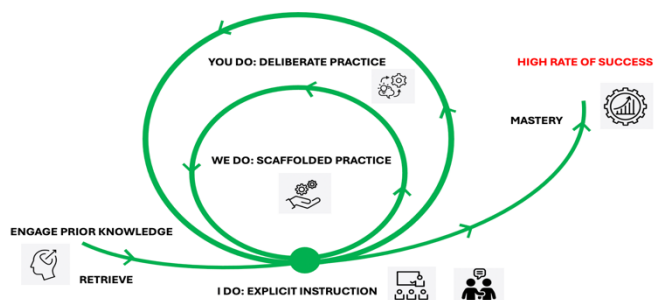 YOU DO: DELIBERATE PRACTICE
HIGH RATE OF SUCCESS
MASTERY
WE DO: SCAFFOLDED PRACTICE
ENGAGE PRIOR KNOWLEDGE
RETRIEVE
I DO: EXPLICIT INSTRUCTION